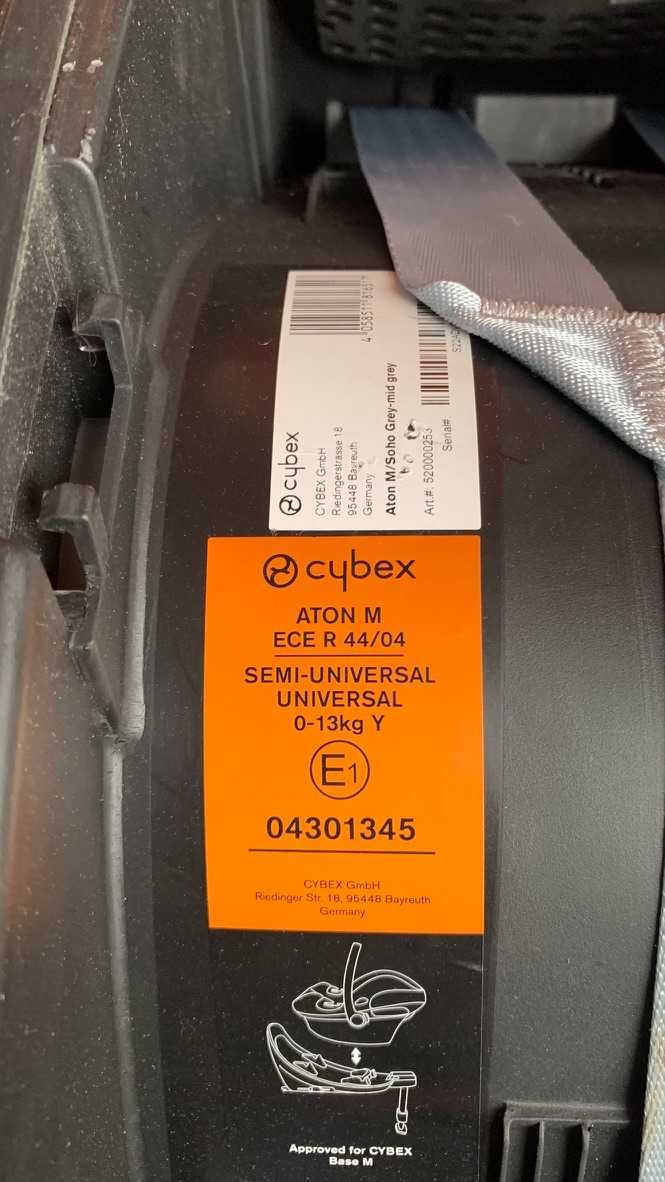 cybex
CYBEX GmbH
Riedingerstrasse 18
95448 Bayreuth
Germany
Aton M/Soho Grey-mid grey
Art.#: 520000253
Serial#:
cybex
ATON M
ECE R 44/04
SEMI-UNIVERSAL
UNIVERSAL
0-13kg Y
E1
04301345
CYBEX GmbH
Riedinger Str. 18, 95448 Bayreuth
Germany
Approved for CYBEX
Base M